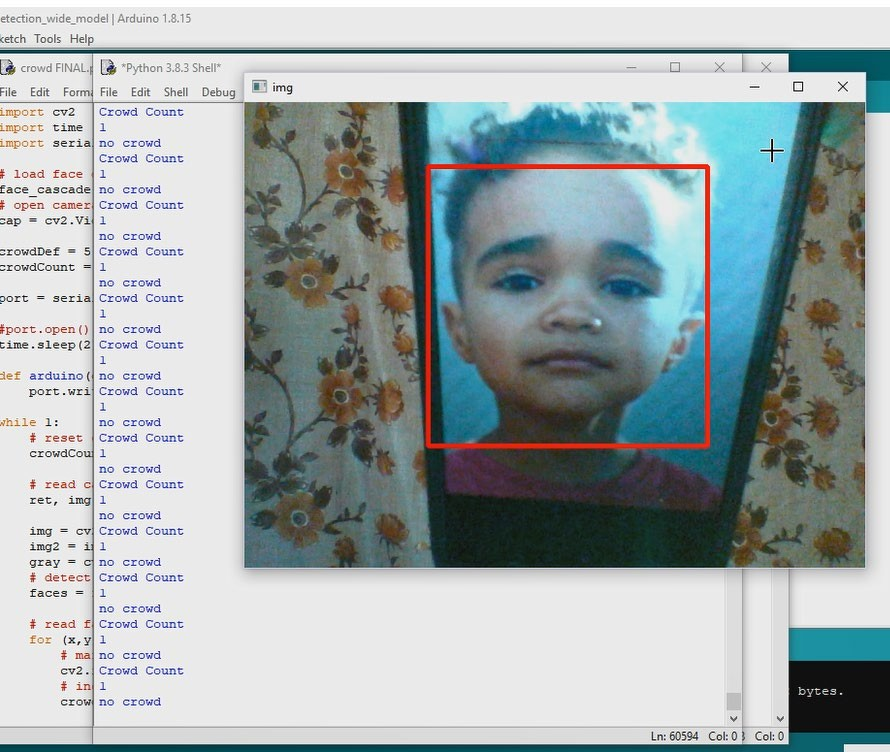 etection_wide_model | Arduino 1.8.15
ketch Tools Help
crowd FINAL.p
File Edit Forma
import cv2
import time
import seria
# load face
face_cascade
# open camera
cap = cv2.Vi
crowdDef = 5
crowdCount =
port = seria
#port.open()
time.sleep(2
def arduino(
port.wri
while 1:
# reset
crowdCou
# read ca
ret, img
img = cv
img2 = i
gray = c
# detect
faces =
# read f
for (x,y
# ma
cv2.
# in
crow
*Python 3.8.3 Shell*
File Edit Shell Debug
Crowd Count
1
no crowd
Crowd Count
1
no crowd
Crowd Count
1
no crowd
Crowd Count
1
no crowd
Crowd Count
1
no crowd
Crowd Count
1
no crowd
Crowd Count
1
no crowd
Crowd Count
1
no crowd
Crowd Count
1
no crowd
Crowd Count
1
no crowd
Crowd Count
1
no crowd
Crowd Count
1
no crowd
Crowd Count
1
no crowd
img
bytes.
Ln: 60594 Col: 0
Col: 0